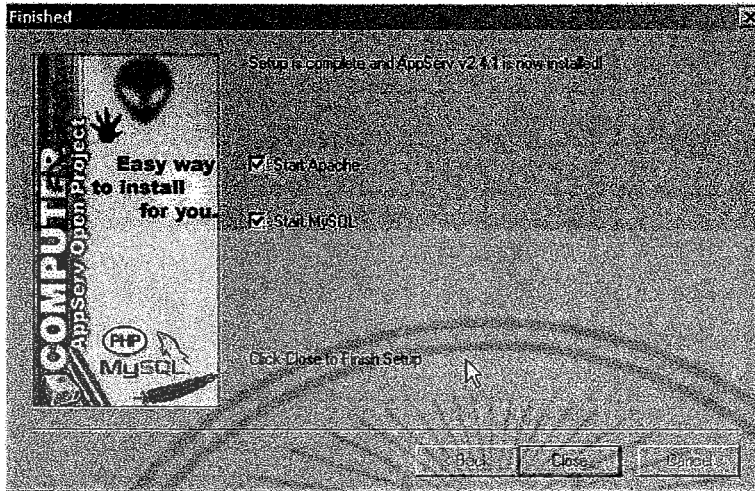 Finished
Setup is complete and AppServ v2.4.1 is now installed!
COMPUTER
AppServ Open Project
Easy way
to install
for you.
Start Apache
Start MySQL
PHP
MySQL
Click Close to Finish Setup
Back
Close
Cancel